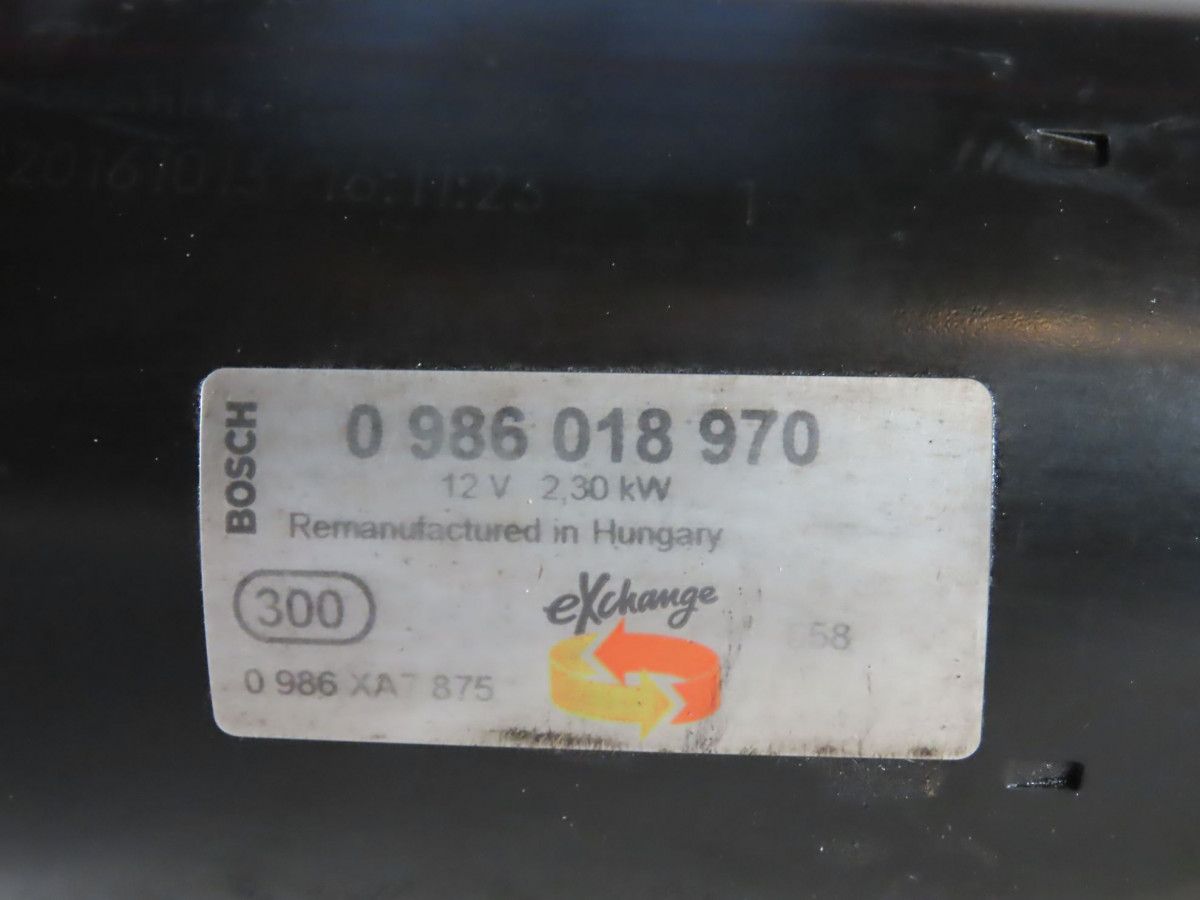 BOSCH
0 986 018 970
12 V 2,30 kW
Remanufactured in Hungary
300
eXchange
58
0 986 XA7 875